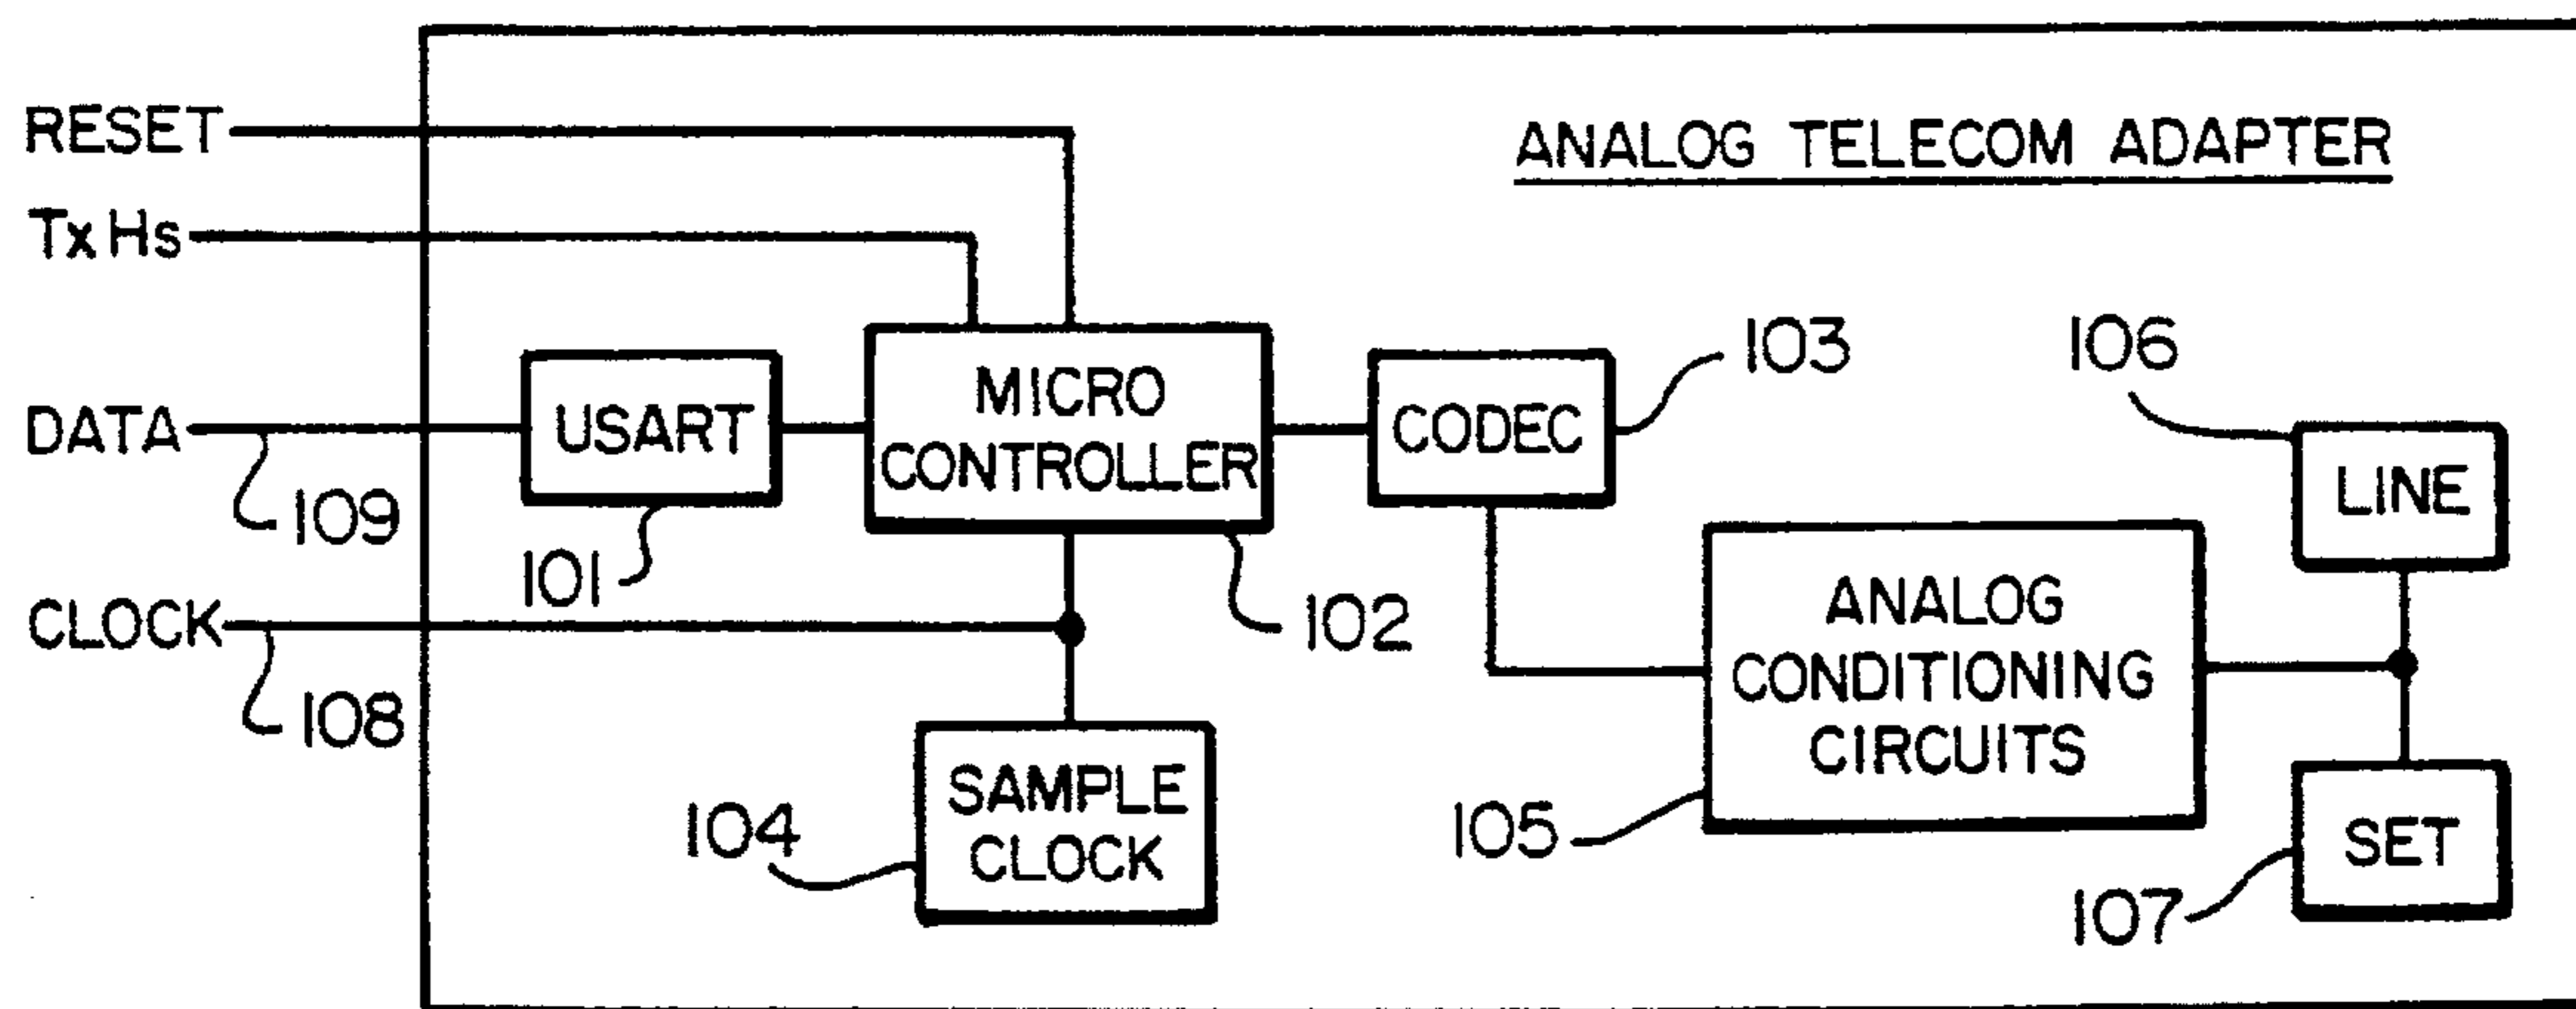 RESET
ANALOG TELECOM ADAPTER
Tx Hs
DATA
109
CLOCK
108
USART
101
MICRO
CONTROLLER
102
CODEC
103
SAMPLE
CLOCK
104
ANALOG
CONDITIONING
CIRCUITS
105
106
LINE
SET
107